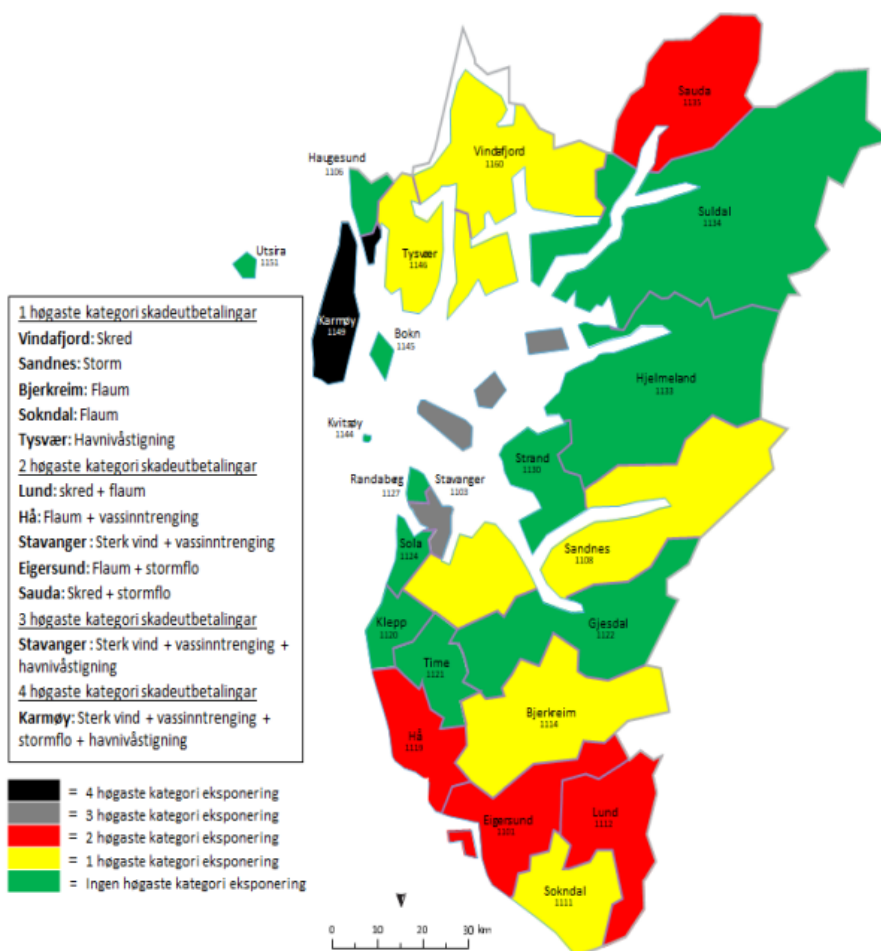 Sauda
1135
Vindafjord
1160
Haugesund
1106
Suldal
1134
Utsira
1151
Tysvær
1146
Karmøy
1149
Bokn
1145
Hjelmeland
1133
Kvitsøy
1144
Strand
1130
Randabøg
1127
Stavanger
1103
Sola
1124
Sandnes
1108
Klepp
1120
Gjesdal
1122
Time
1121
Bjerkreim
1114
Hå
1119
Eigersund
1101
Lund
1112
Sokndal
1111
1 høgaste kategori skadeutbetalingar
Vindafjord: Skred
Sandnes: Storm
Bjerkreim: Flaum
Sokndal: Flaum
Tysvær: Havnivåstigning
2 høgaste kategori skadeutbetalingar
Lund: skred + flaum
Hå: Flaum + vassinntrenging
Stavanger : Sterk vind + vassinntrenging
Eigersund: Flaum + stormflo
Sauda: Skred + stormflo
3 høgaste kategori skadeutbetalingar
Stavanger : Sterk vind + vassinntrenging +
havnivåstigning
4 høgaste kategori skadeutbetalingar
Karmøy: Sterk vind + vassinntrenging +
stormflo + havnivåstigning
= 4 høgaste kategori eksponering
= 3 høgaste kategori eksponering
= 2 høgaste kategori eksponering
= 1 høgaste kategori eksponering
= Ingen høgaste kategori eksponering
0 10 20 30 km